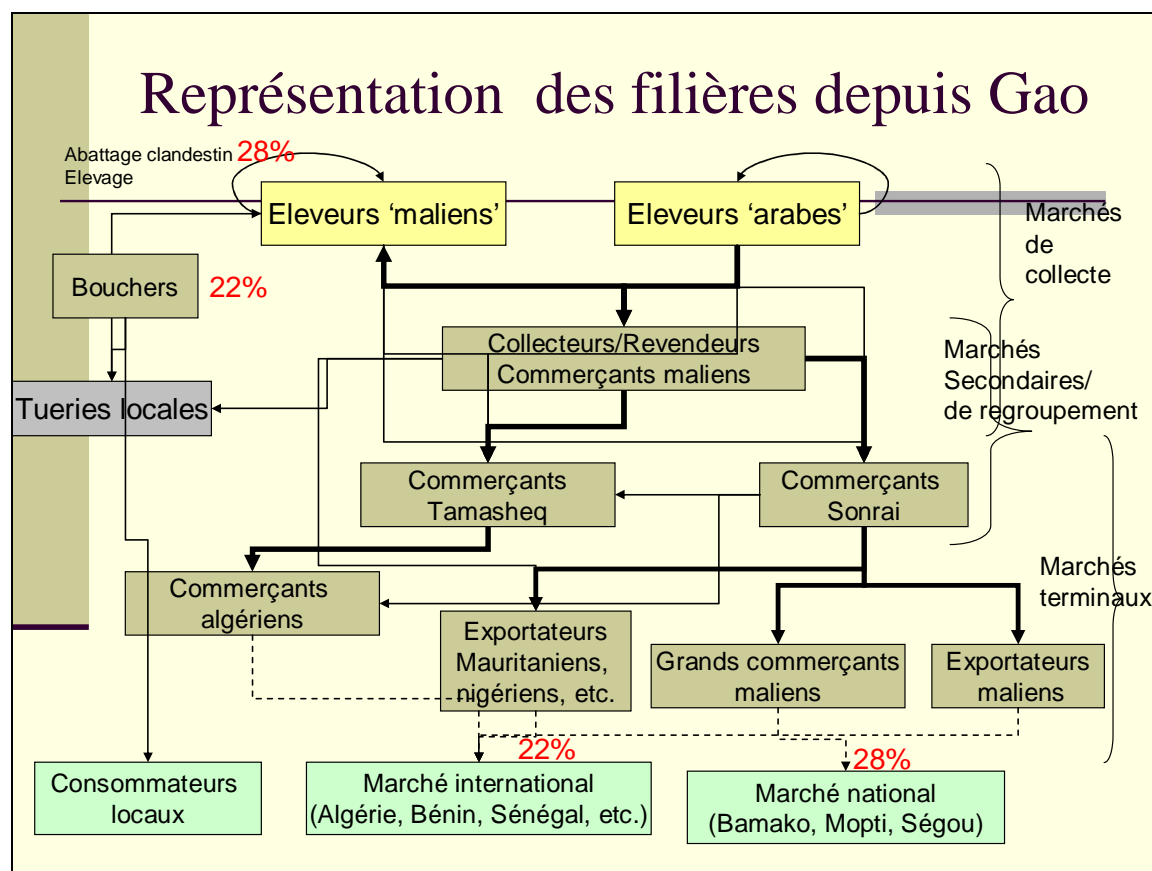 Représentation des filières depuis Gao
Abattage clandestin 28%
Elevage
Eleveurs ‘maliens’
Eleveurs ‘arabes’
Marchés
de
collecte
Bouchers
22%
Collecteurs/Revendeurs
Commerçants maliens
Marchés
Secondaires/
de regroupement
Tueries locales
Commerçants
Tamasheq
Commerçants
Sonrai
Marchés
terminaux
Commerçants
algériens
Exportateurs
Mauritaniens,
nigériens, etc.
Grands commerçants
maliens
Exportateurs
maliens
22%
28%
Consommateurs
locaux
Marché international
(Algérie, Bénin, Sénégal, etc.)
Marché national
(Bamako, Mopti, Ségou)